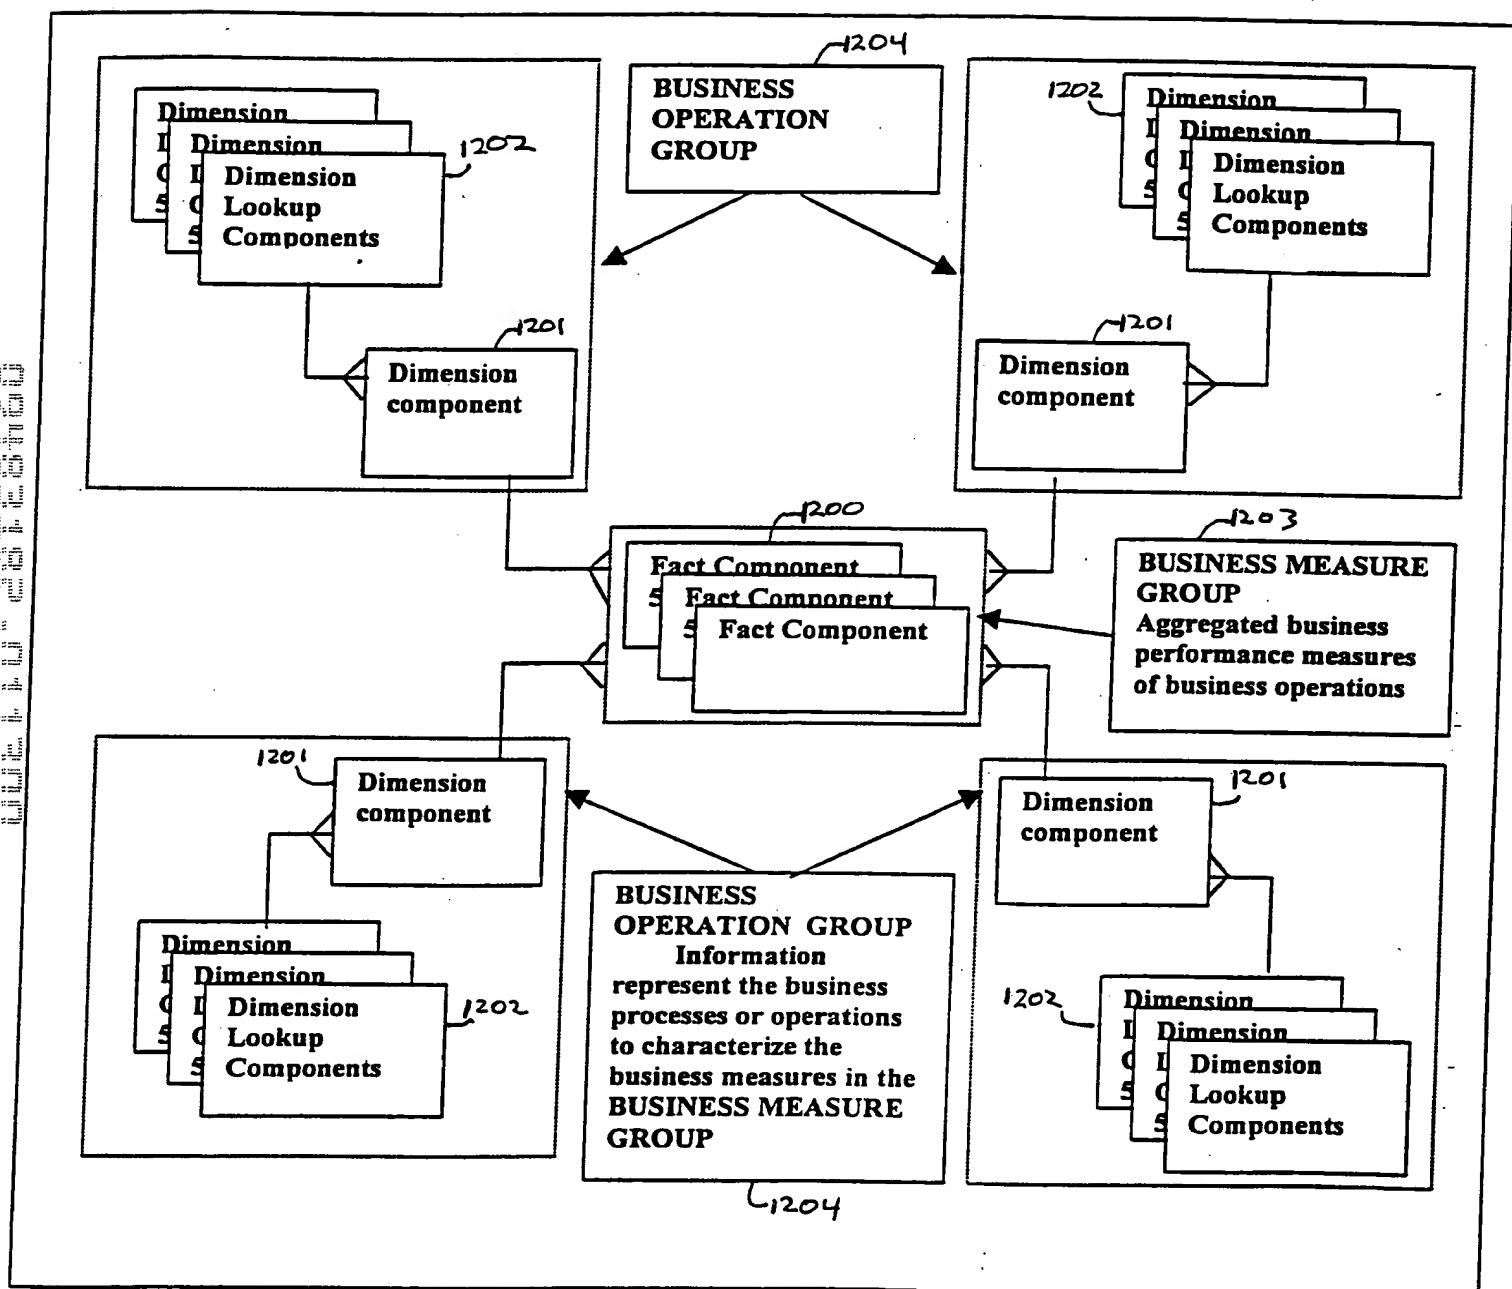 1204
BUSINESS
OPERATION
GROUP
Dimension
Dimension
Dimension
Lookup
Components
1202
1202
Dimension
Dimension
Dimension
Lookup
Components
1201
Dimension
component
1201
Dimension
component
1200
Fact Component
5 Fact Component
5 Fact Component
1203
BUSINESS MEASURE
GROUP
Aggregated business
performance measures
of business operations
1201
Dimension
component
1201
Dimension
component
BUSINESS
OPERATION GROUP
Information
represent the business
processes or operations
to characterize the
business measures in the
BUSINESS MEASURE
GROUP
1204
Dimension
Dimension
Dimension
Lookup
Components
1202
1202
Dimension
Dimension
Dimension
Lookup
Components